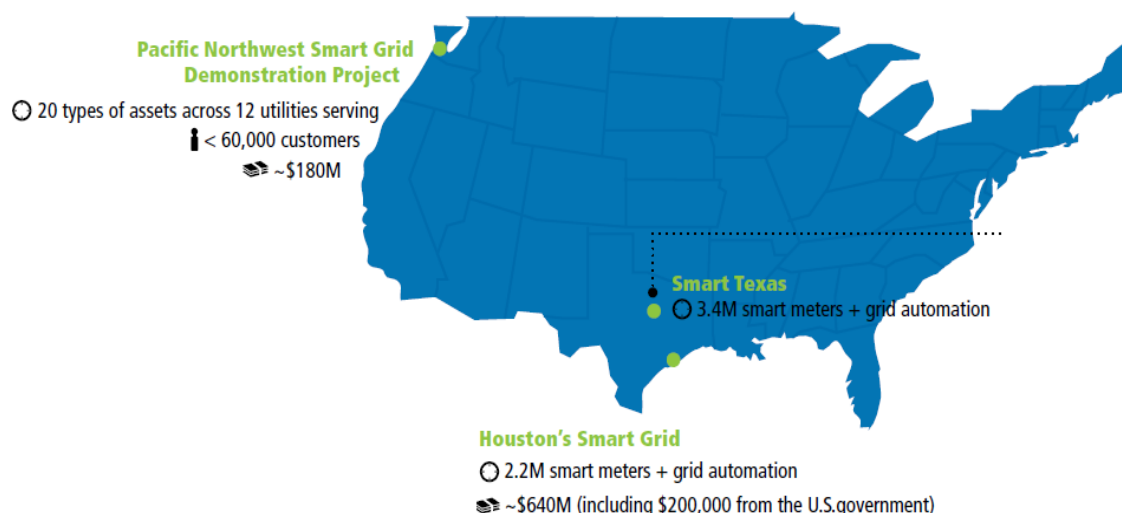 Pacific Northwest Smart Grid
Demonstration Project
20 types of assets across 12 utilities serving
< 60,000 customers
~$180M
Smart Texas
3.4M smart meters + grid automation
Houston's Smart Grid
2.2M smart meters + grid automation
~$640M (including $200,000 from the U.S.government)